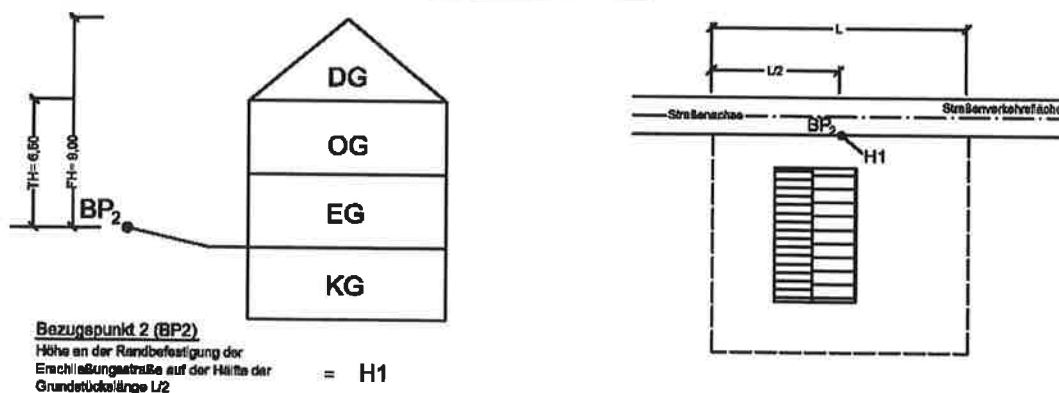 DG
OG
EG
KG
TH= 6,50
FH= 9,00
BP2
Bezugspunkt 2 (BP2)
Höhe an der Randbefestigung der
Erschließungsstraße auf der Hälfte der
Grundstückslänge L/2
= H1
L
L/2
Straßenachse
Straßenverkehrsfläche
BP2
H1